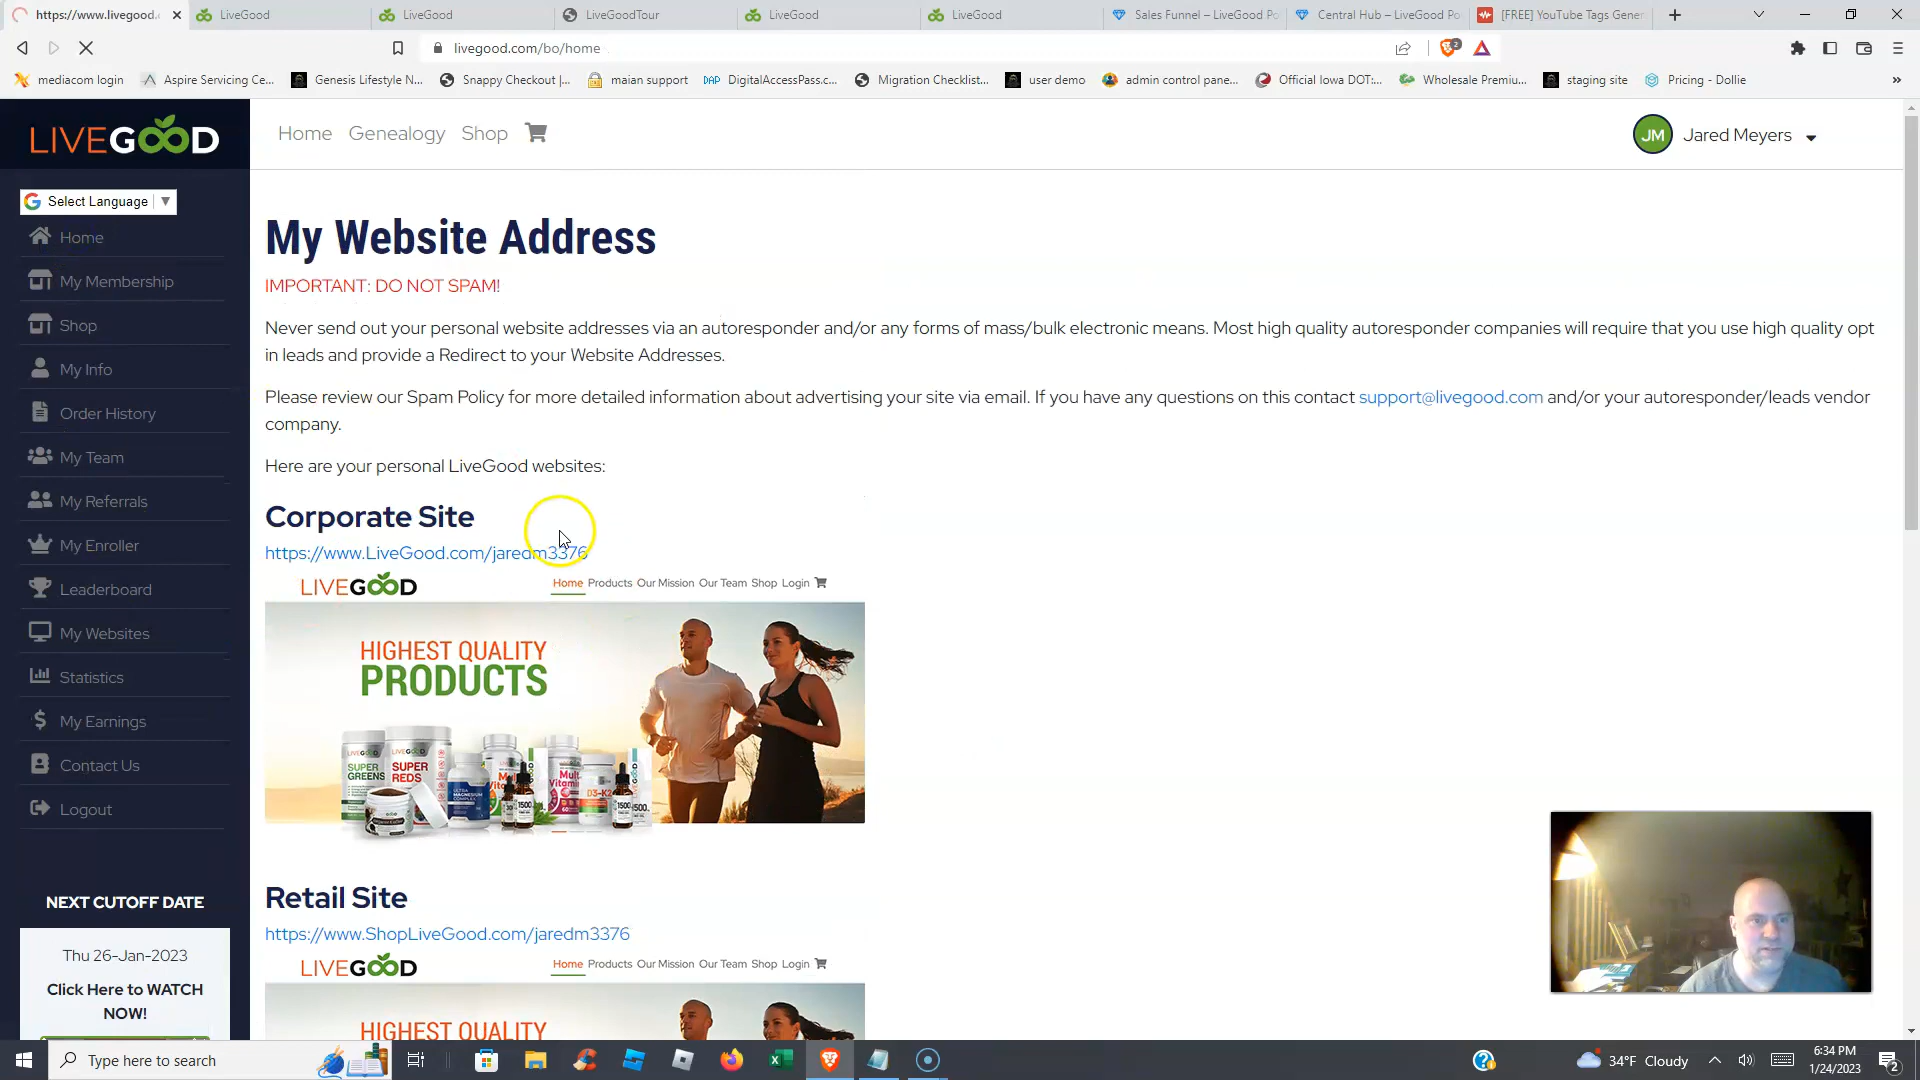 https://www.livegood.c
LiveGood
LiveGood
LiveGoodTour
LiveGood
LiveGood
Sales Funnel – LiveGood Po
Central Hub – LiveGood Po
[FREE] YouTube Tags Gener
livegood.com/bo/home
2
mediacom login
Aspire Servicing Ce...
Genesis Lifestyle N...
Snappy Checkout |...
maian support
DAP
DigitalAccessPass.c...
Migration Checklist...
user demo
admin control pane...
Official Iowa DOT:...
Wholesale Premiu...
staging site
Pricing - Dollie
»
LIVEGOOD
Home Genealogy Shop
JM Jared Meyers
G Select Language ▼
Home
My Membership
Shop
My Info
Order History
My Team
My Referrals
My Enroller
Leaderboard
My Websites
Statistics
My Earnings
Contact Us
Logout
NEXT CUTOFF DATE
Thu 26-Jan-2023
Click Here to WATCH
NOW!
My Website Address
IMPORTANT: DO NOT SPAM!
Never send out your personal website addresses via an autoresponder and/or any forms of mass/bulk electronic means. Most high quality autoresponder companies will require that you use high quality opt
in leads and provide a Redirect to your Website Addresses.
Please review our Spam Policy for more detailed information about advertising your site via email. If you have any questions on this contact support@livegood.com and/or your autoresponder/leads vendor
company.
Here are your personal LiveGood websites:
Corporate Site
https://www.LiveGood.com/jaredm3376
LIVEGOOD
Home Products Our Mission Our Team Shop Login
HIGHEST QUALITY
PRODUCTS
LIVEGOOD
SUPER
GREENS
LIVEGOOD
SUPER
REDS
ULTRA
MAGNESIUM
COMPLEX
1500
D3-K2
1500
Retail Site
https://www.ShopLiveGood.com/jaredm3376
LIVEGOOD
Home Products Our Mission Our Team Shop Login
HIGHEST QUALITY
Type here to search
34°F Cloudy
6:34 PM
1/24/2023
2